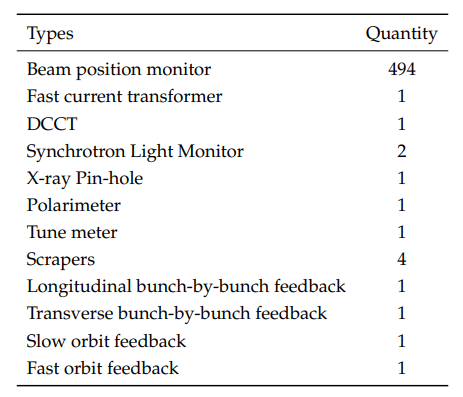 Types Quantity
Beam position monitor 494
Fast current transformer 1
DCCT 1
Synchrotron Light Monitor 2
X-ray Pin-hole 1
Polarimeter 1
Tune meter 1
Scrapers 4
Longitudinal bunch-by-bunch feedback 1
Transverse bunch-by-bunch feedback 1
Slow orbit feedback 1
Fast orbit feedback 1